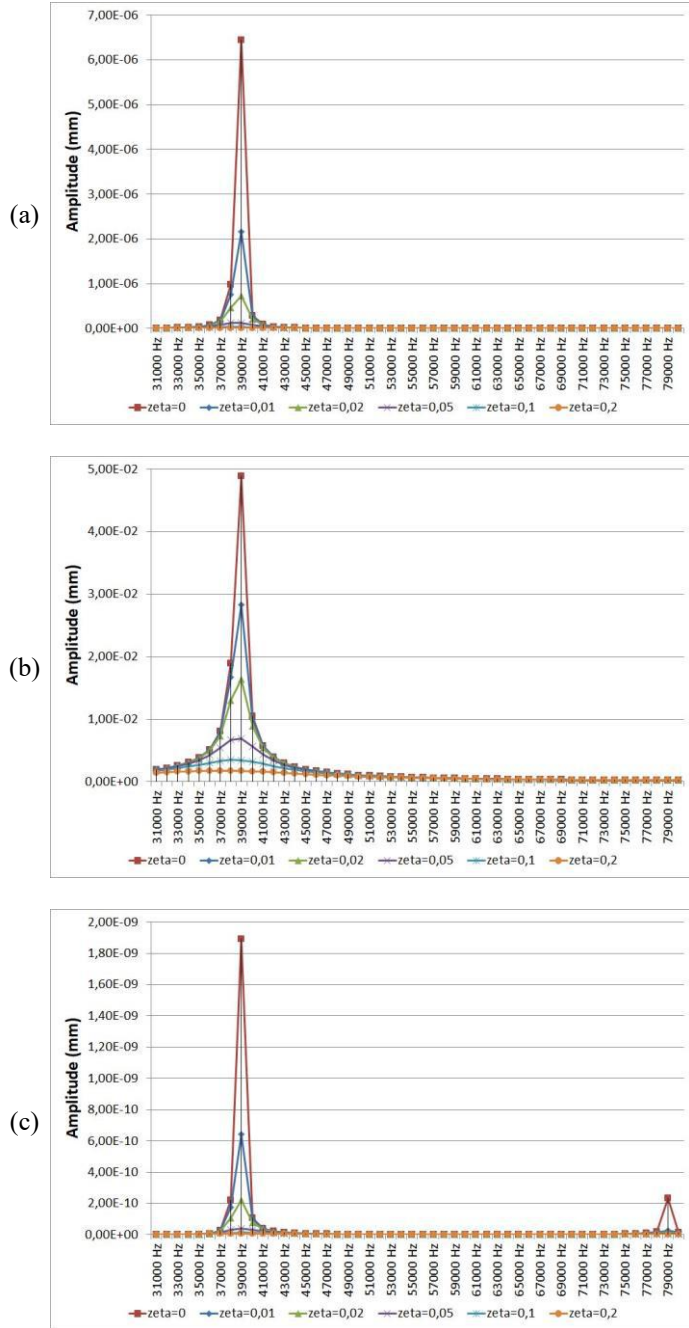 (a)
Amplitude (mm)
7,00E-06
6,00E-06
5,00E-06
4,00E-06
3,00E-06
2,00E-06
1,00E-06
0,00E+00
31000 Hz 33000 Hz 35000 Hz 37000 Hz 39000 Hz 41000 Hz 43000 Hz 45000 Hz 47000 Hz 49000 Hz 51000 Hz 53000 Hz 55000 Hz 57000 Hz 59000 Hz 61000 Hz 63000 Hz 65000 Hz 67000 Hz 69000 Hz 71000 Hz 73000 Hz 75000 Hz 77000 Hz 79000 Hz
zeta=0 zeta=0,01 zeta=0,02 zeta=0,05 zeta=0,1 zeta=0,2
(b)
Amplitude (mm)
5,00E-02
4,00E-02
3,00E-02
2,00E-02
1,00E-02
0,00E+00
31000 Hz 33000 Hz 35000 Hz 37000 Hz 39000 Hz 41000 Hz 43000 Hz 45000 Hz 47000 Hz 49000 Hz 51000 Hz 53000 Hz 55000 Hz 57000 Hz 59000 Hz 61000 Hz 63000 Hz 65000 Hz 67000 Hz 69000 Hz 71000 Hz 73000 Hz 75000 Hz 77000 Hz 79000 Hz
zeta=0 zeta=0,01 zeta=0,02 zeta=0,05 zeta=0,1 zeta=0,2
(c)
Amplitude (mm)
2,00E-09
1,80E-09
1,60E-09
1,40E-09
1,20E-09
1,00E-09
8,00E-10
6,00E-10
4,00E-10
2,00E-10
0,00E+00
31000 Hz 33000 Hz 35000 Hz 37000 Hz 39000 Hz 41000 Hz 43000 Hz 45000 Hz 47000 Hz 49000 Hz 51000 Hz 53000 Hz 55000 Hz 57000 Hz 59000 Hz 61000 Hz 63000 Hz 65000 Hz 67000 Hz 69000 Hz 71000 Hz 73000 Hz 75000 Hz 77000 Hz 79000 Hz
zeta=0 zeta=0,01 zeta=0,02 zeta=0,05 zeta=0,1 zeta=0,2